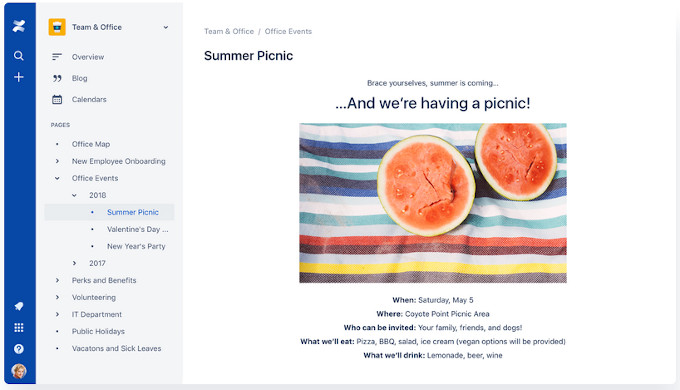 Team & Office
Overview
Blog
Calendars
PAGES
Office Map
New Employee Onboarding
Office Events
2018
Summer Picnic
Valentine's Day ...
New Year's Party
2017
Perks and Benefits
Volunteering
IT Department
Public Holidays
Vacatons and Sick Leaves
Team & Office / Office Events
Summer Picnic
Brace yourselves, summer is coming...
...And we're having a picnic!
When: Saturday, May 5
Where: Coyote Point Picnic Area
Who can be invited: Your family, friends, and dogs!
What we'll eat: Pizza, BBQ, salad, ice cream (vegan options will be provided)
What we'll drink: Lemonade, beer, wine